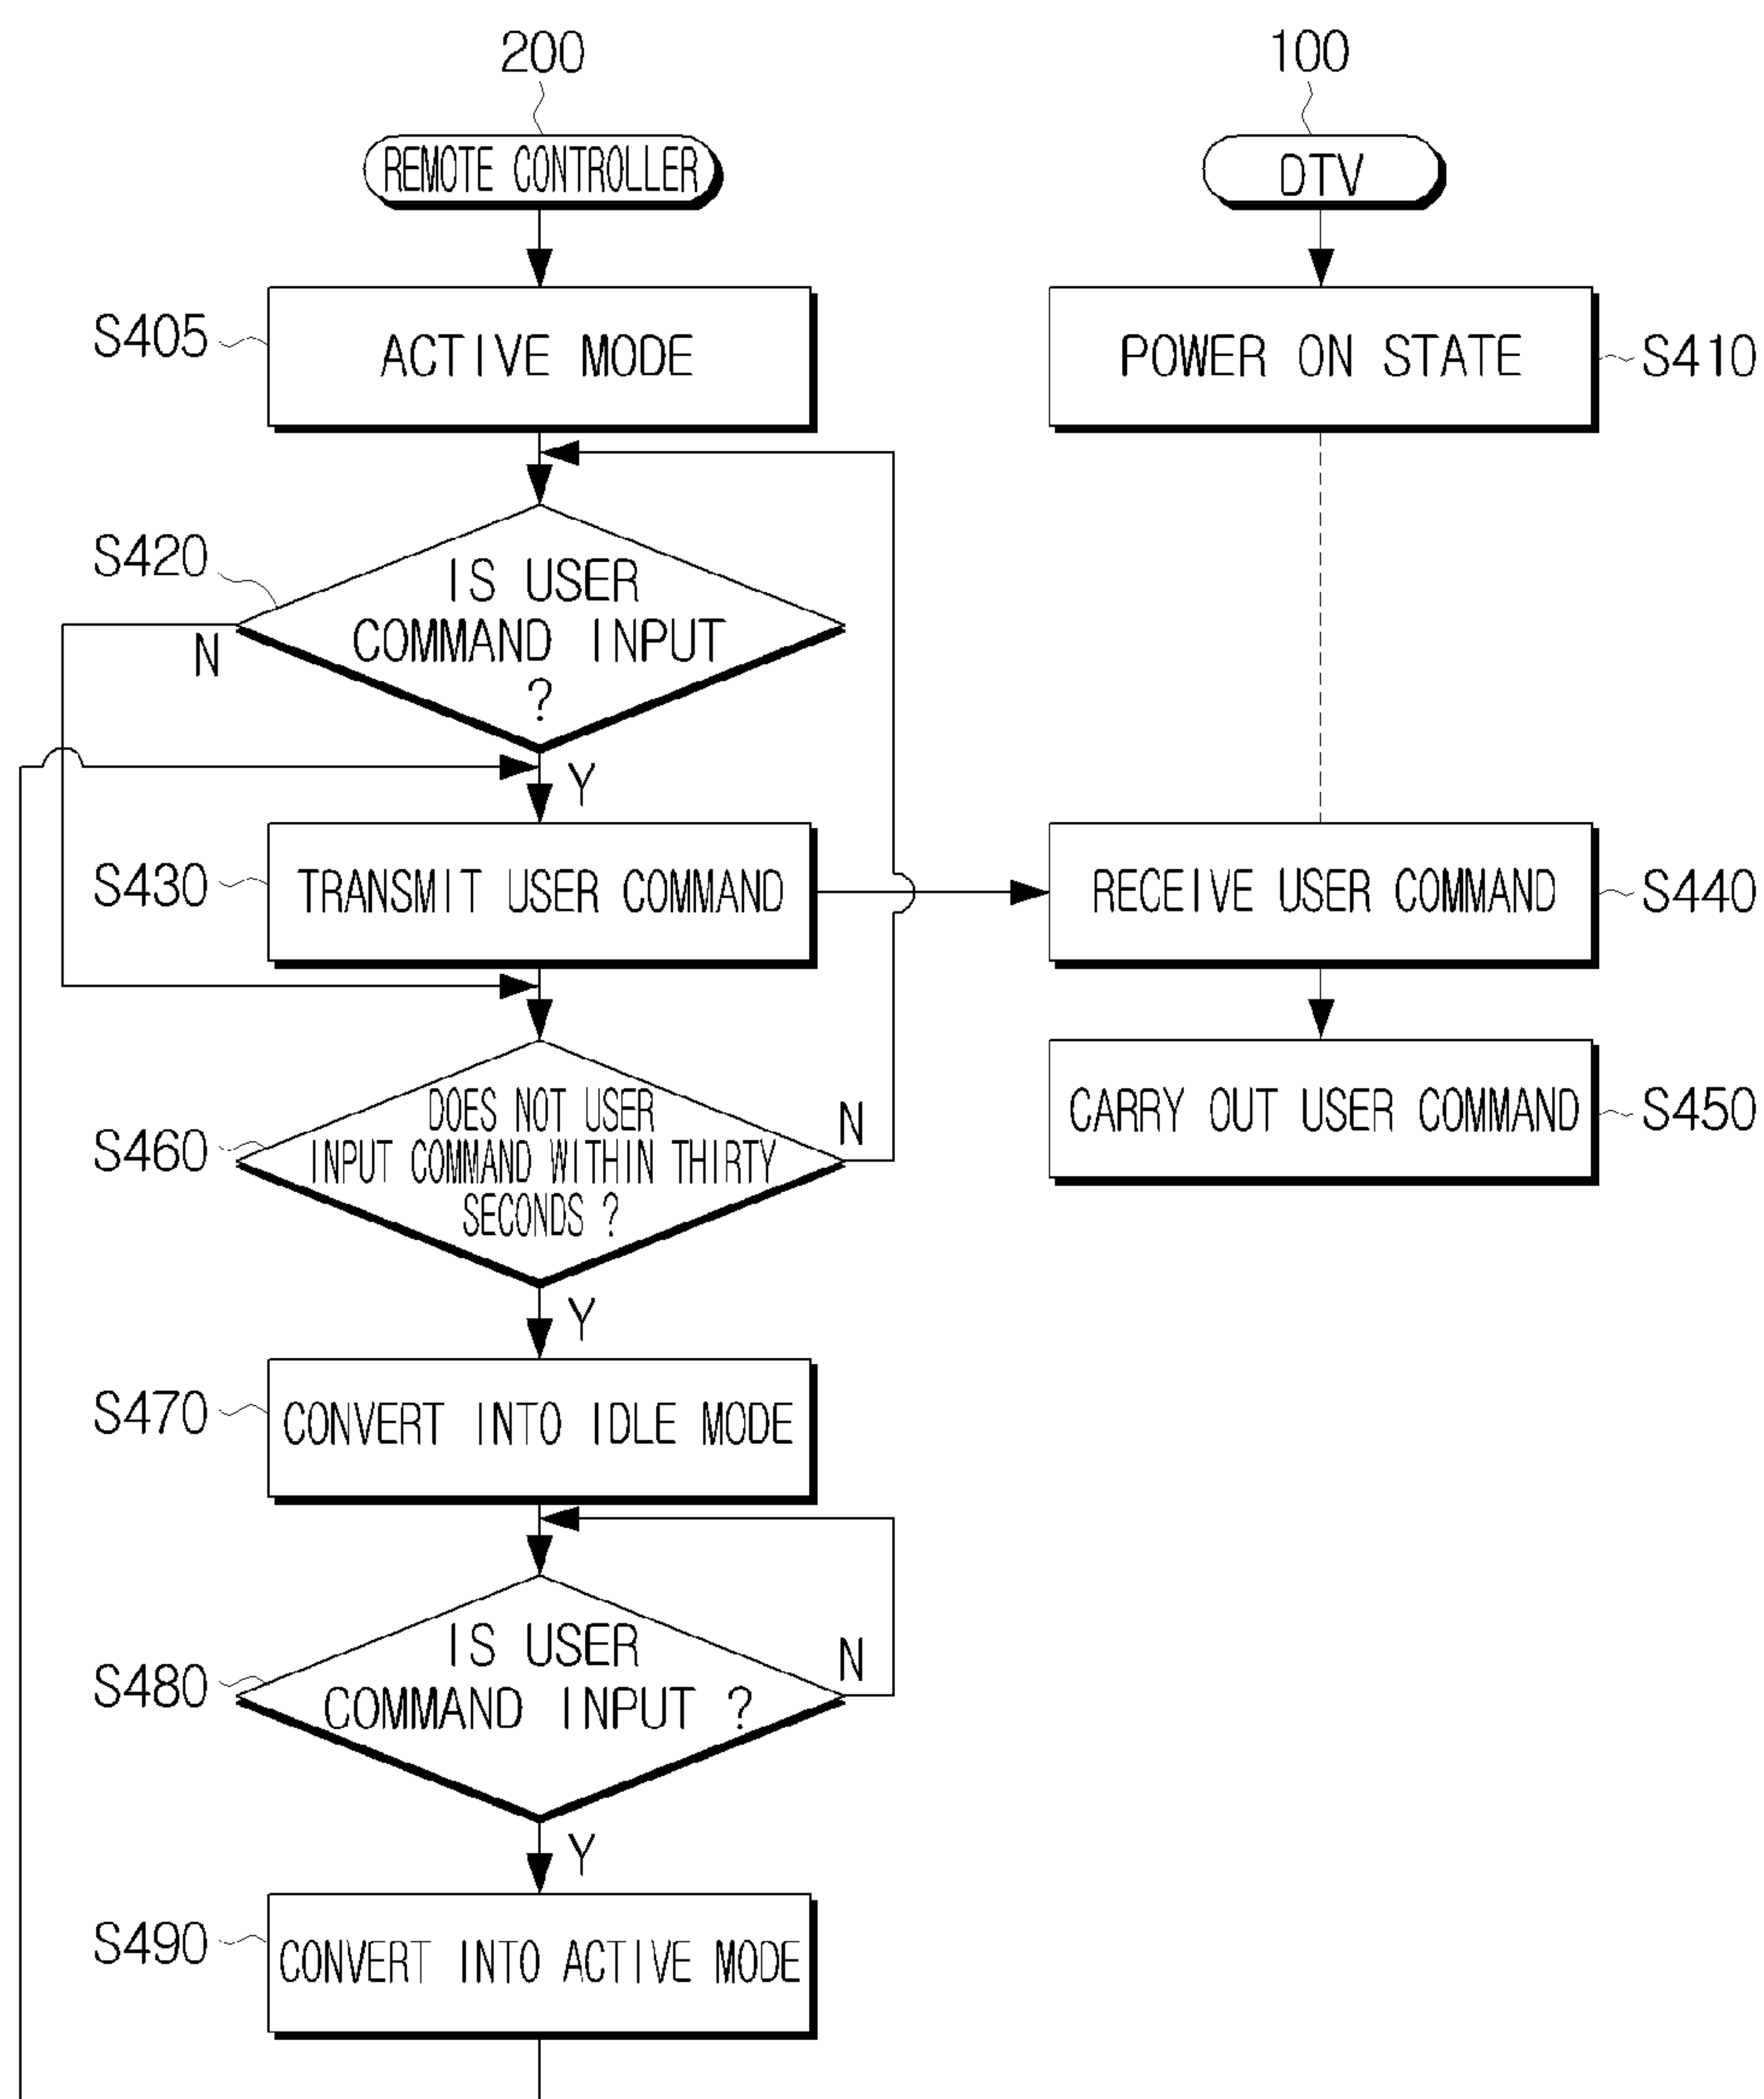 200
100
REMOTE CONTROLLER
DTV
S405
ACTIVE MODE
POWER ON STATE
S410
S420
IS USER
COMMAND INPUT
?
N
Y
S430
TRANSMIT USER COMMAND
RECEIVE USER COMMAND
S440
S460
DOES NOT USER
INPUT COMMAND WITHIN THIRTY
SECONDS ?
N
CARRY OUT USER COMMAND
S450
Y
S470
CONVERT INTO IDLE MODE
S480
IS USER
COMMAND INPUT ?
N
Y
S490
CONVERT INTO ACTIVE MODE